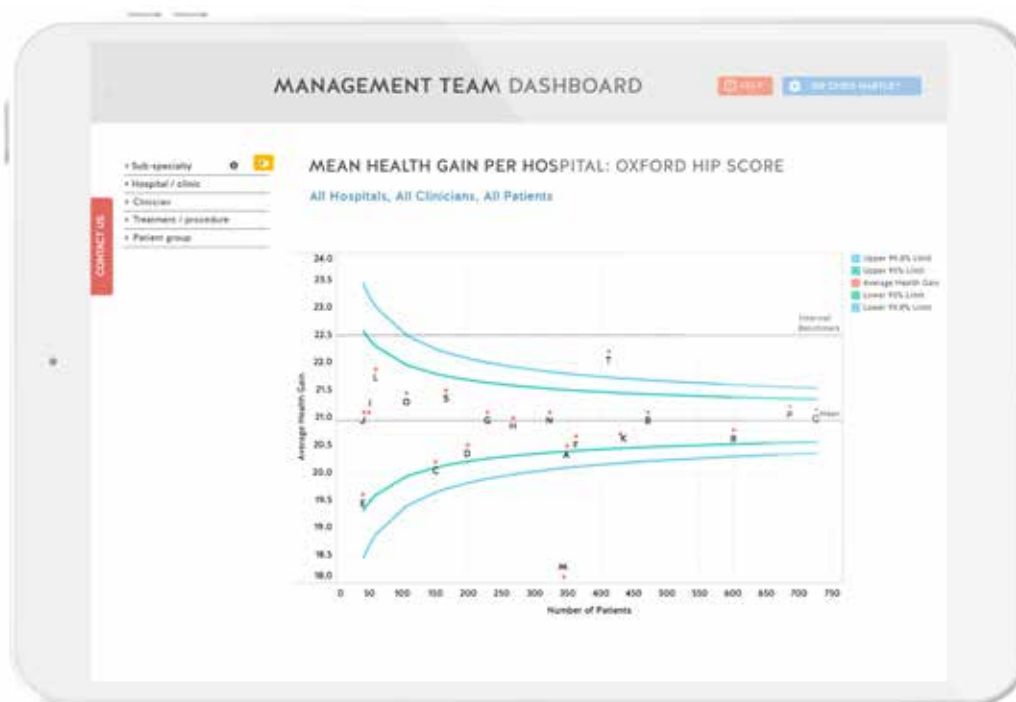 MANAGEMENT TEAM DASHBOARD
HELP
MEAN HEALTH GAIN PER HOSPITAL: OXFORD HIP SCORE
All Hospitals, All Clinicians, All Patients
Sub-specialty
Hospital / clinic
Clinician
Treatment / procedure
Patient group
CONTACT US
Upper 99.8% Limit
Upper 95% Limit
Average Health Gain
Lower 95% Limit
Lower 99.8% Limit
Internal
Benchmark
Mean
Average Health Gain
24.0
23.5
23.0
22.5
22.0
21.5
21.0
20.5
20.0
19.5
19.0
18.5
18.0
T
L
I
O
S
J
G
H
N
B
P
D
A
C
E
M
0 50 100 150 200 250 300 350 400 450 500 550 600 650 700 750
Number of Patients